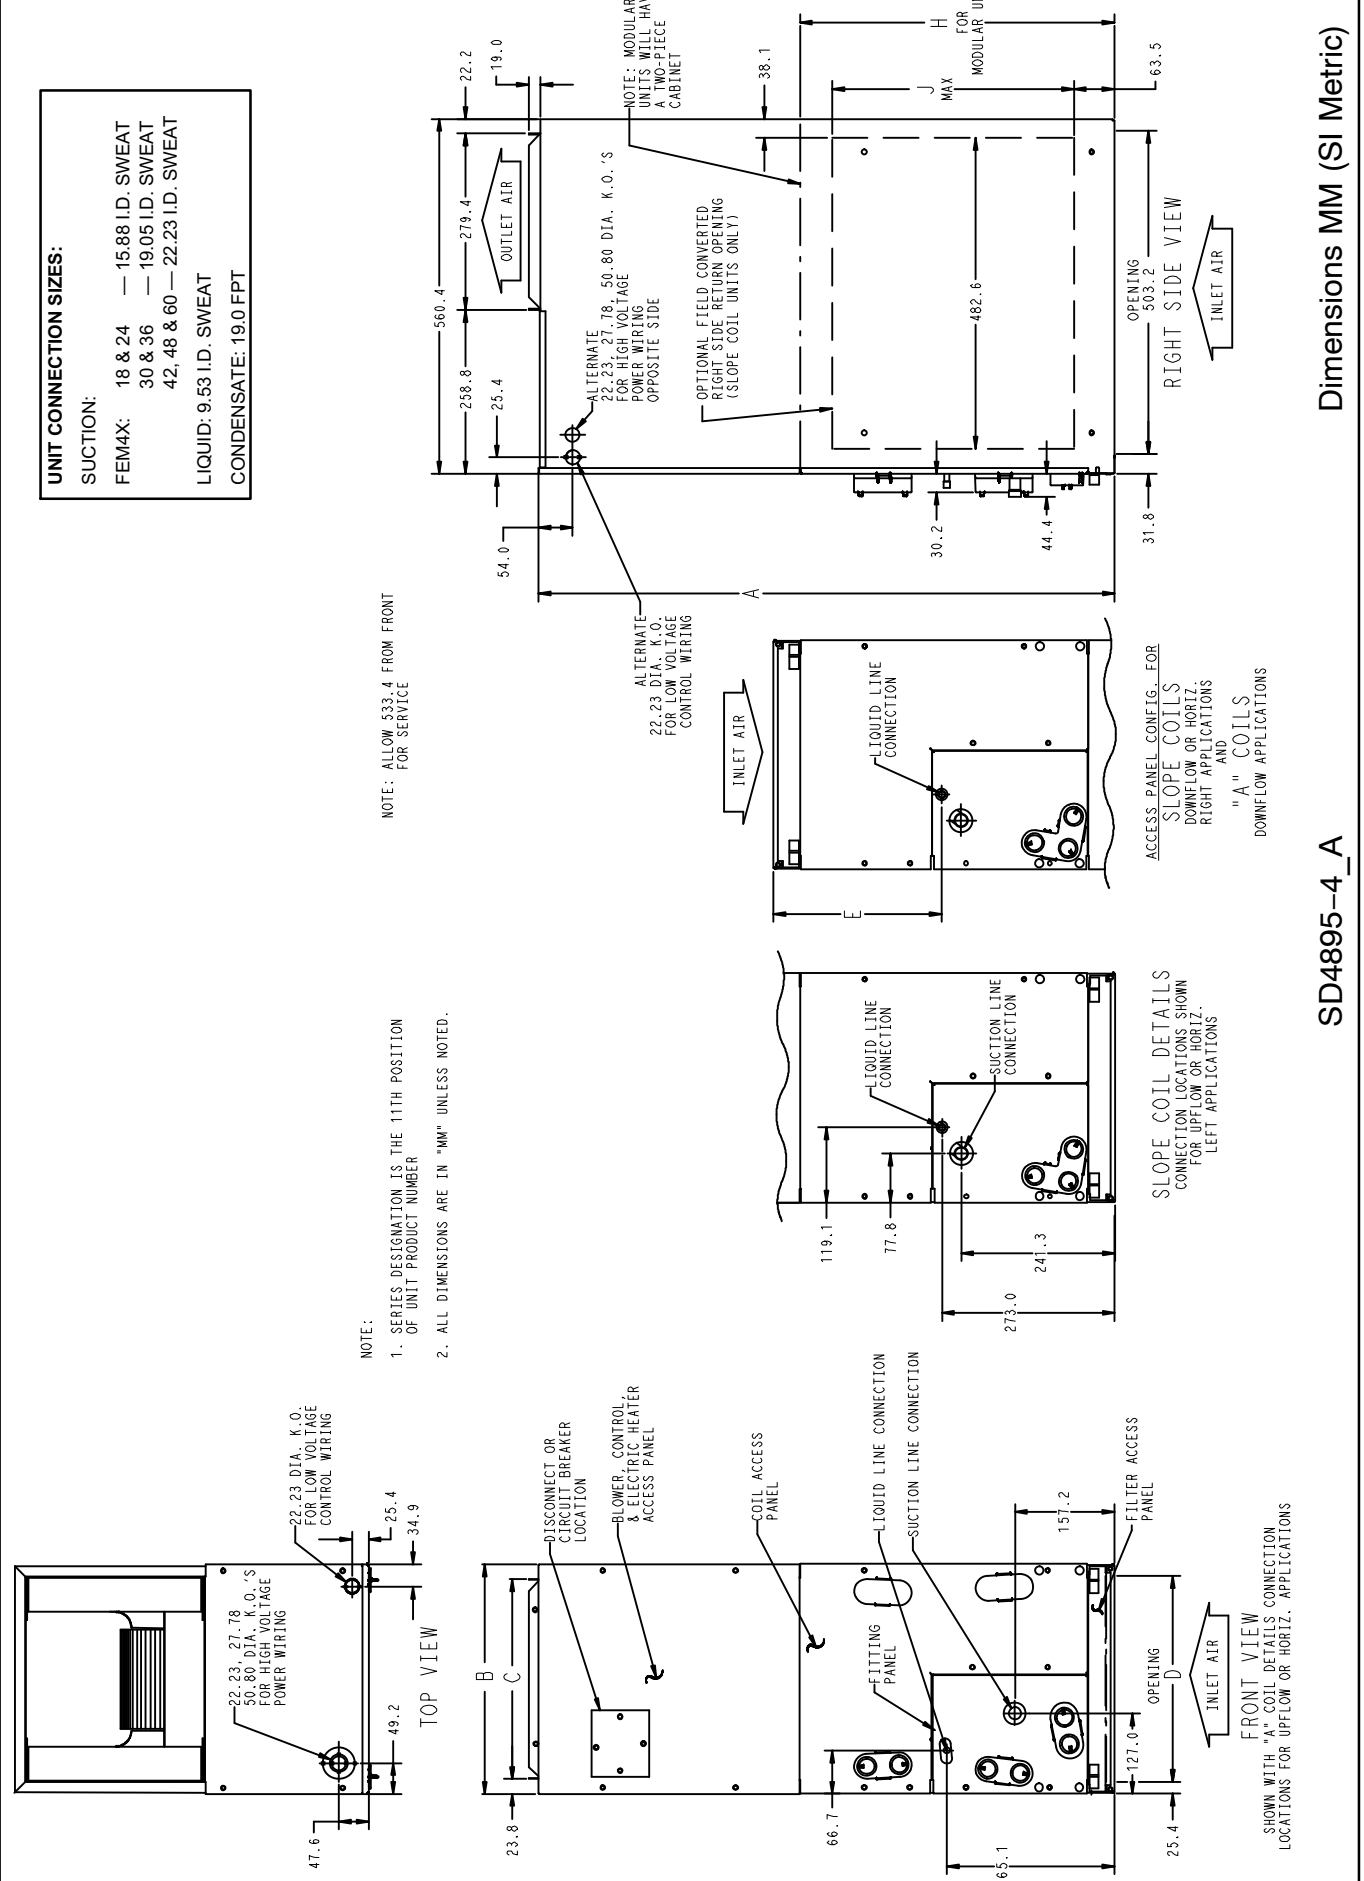 UNIT CONNECTION SIZES:
SUCTION:
FEM4X: 18 & 24 — 15.88 I.D. SWEAT
30 & 36 — 19.05 I.D. SWEAT
42, 48 & 60 — 22.23 I.D. SWEAT
LIQUID: 9.53 I.D. SWEAT
CONDENSATE: 19.0 FPT
22.23, 27.78
50.80 DIA. K.O.'S
FOR HIGH VOLTAGE
POWER WIRING
22.23 DIA. K.O.
FOR LOW VOLTAGE
CONTROL WIRING
47.6
49.2
25.4
34.9
TOP VIEW
NOTE:
1. SERIES DESIGNATION IS THE 11TH POSITION
OF UNIT PRODUCT NUMBER
2. ALL DIMENSIONS ARE IN "MM" UNLESS NOTED.
NOTE: ALLOW 533.4 FROM FRONT
FOR SERVICE
B
C
23.8
DISCONNECT OR
CIRCUIT BREAKER
LOCATION
BLOWER, CONTROL,
& ELECTRIC HEATER
ACCESS PANEL
COIL ACCESS
PANEL
LIQUID LINE CONNECTION
SUCTION LINE CONNECTION
FITTING
PANEL
66.7
65.1
157.2
127.0
25.4
FILTER ACCESS
PANEL
OPENING
D
INLET AIR
FRONT VIEW
SHOWN WITH "A" COIL DETAILS CONNECTION
LOCATIONS FOR UPFLOW OR HORIZ. APPLICATIONS
119.1
77.8
273.0
241.3
LIQUID LINE
CONNECTION
SUCTION LINE
CONNECTION
SLOPE COIL DETAILS
CONNECTION LOCATIONS SHOWN
FOR UPFLOW OR HORIZ.
LEFT APPLICATIONS
INLET AIR
E
LIQUID LINE
CONNECTION
ACCESS PANEL CONFIG. FOR
SLOPE COILS
DOWNFLOW OR HORIZ.
RIGHT APPLICATIONS
AND
"A" COILS
DOWNFLOW APPLICATIONS
560.4
22.2
19.0
258.8
279.4
25.4
54.0
OUTLET AIR
A
ALTERNATE
22.23, 27.78, 50.80 DIA. K.O.'S
FOR HIGH VOLTAGE
POWER WIRING
OPPOSITE SIDE
ALTERNATE
22.23 DIA. K.O.
FOR LOW VOLTAGE
CONTROL WIRING
NOTE: MODULAR
UNITS WILL HAV
A TWO-PIECE
CABINET
OPTIONAL FIELD CONVERTED
RIGHT SIDE RETURN OPENING
(SLOPE COIL UNITS ONLY)
38.1
H
FOR
MODULAR UN
J
MAX
482.6
63.5
30.2
44.4
31.8
OPENING
503.2
RIGHT SIDE VIEW
INLET AIR
SD4895–4_A
Dimensions MM (SI Metric)